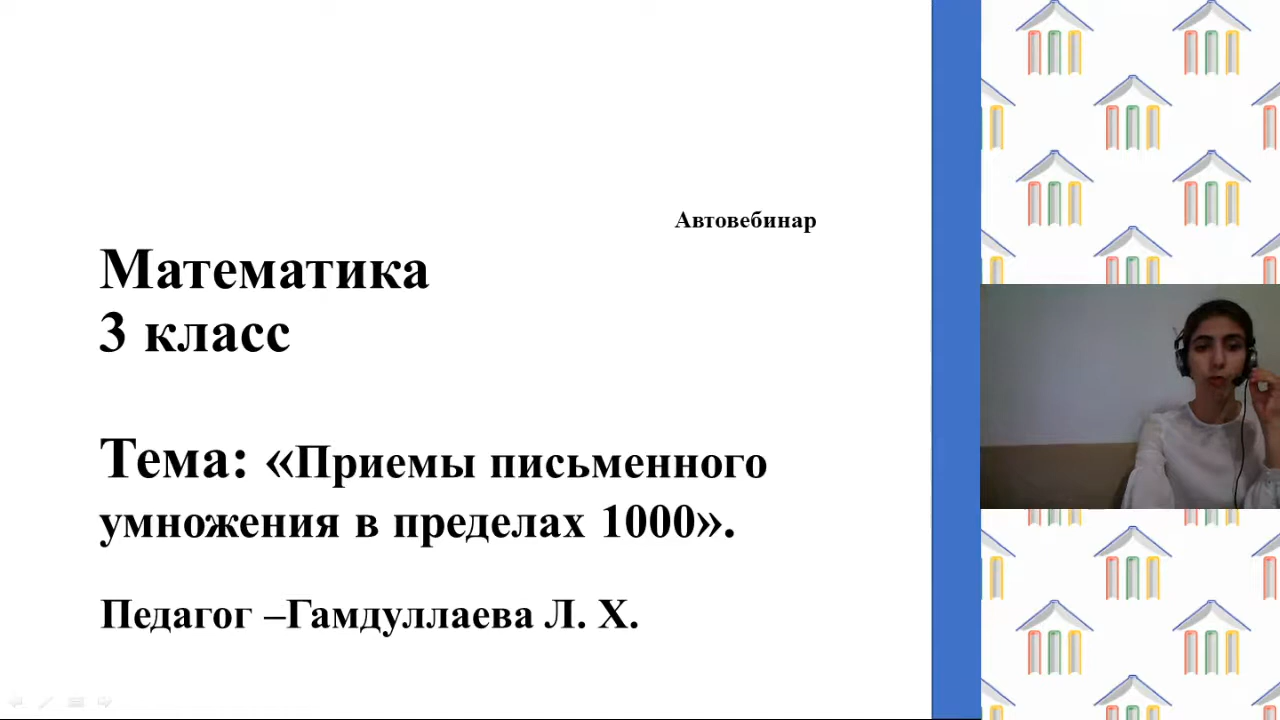 Автовебинар
Математика
3 класс
Тема: «Приемы письменного
умножения в пределах 1000».
Педагог –Гамдуллаева Л. Х.